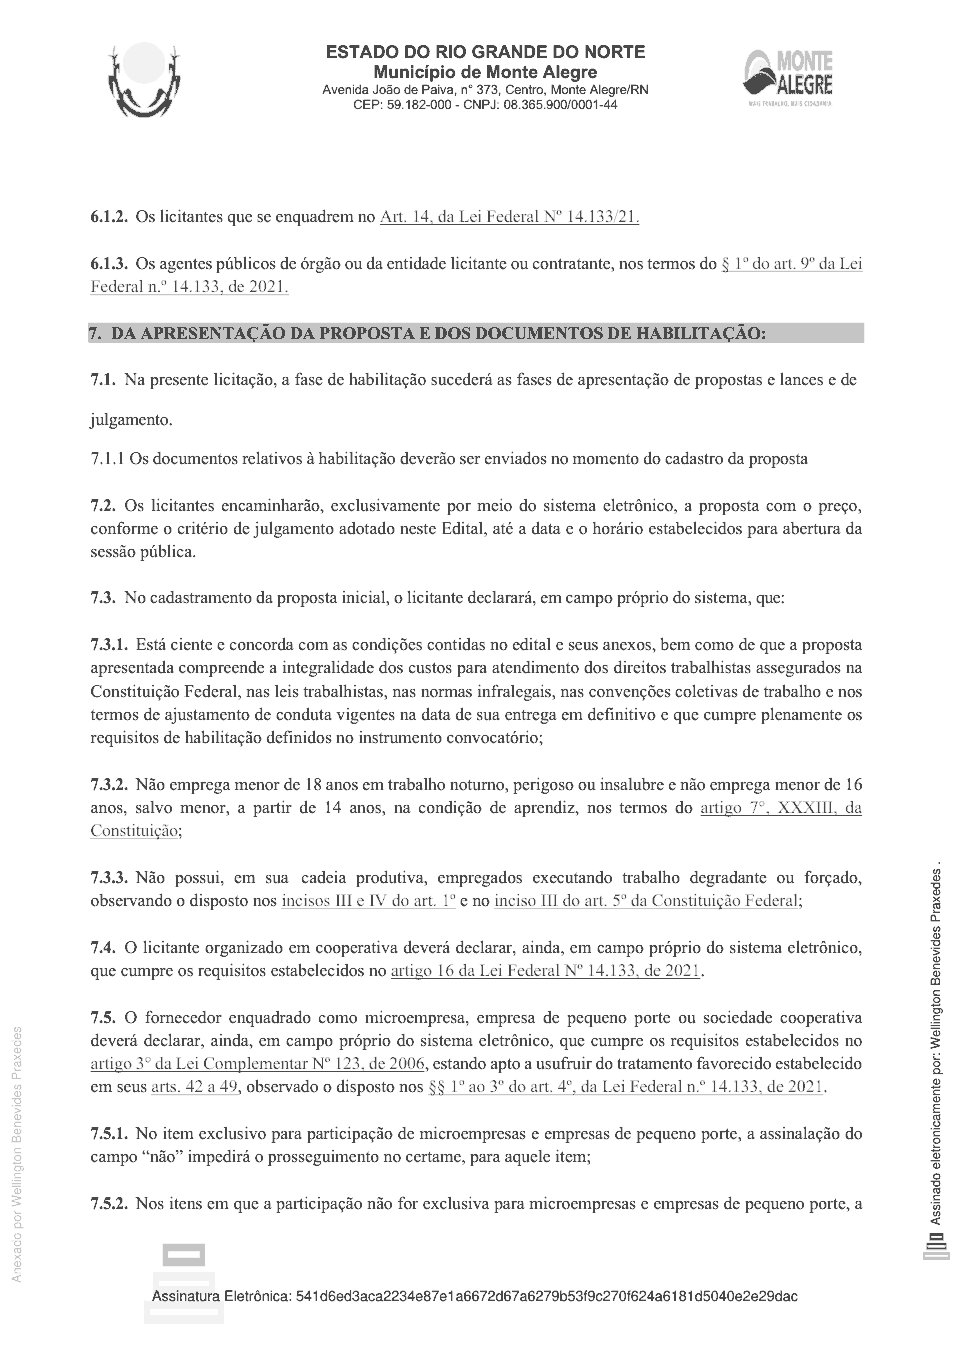 ESTADO DO RIO GRANDE DO NORTE
Município de Monte Alegre
Avenida João de Paiva, n° 373, Centro, Monte Alegre/RN
CEP: 59.182-000 - CNPJ: 08.365.900/0001-44
MONTE
ALEGRE
MAIS TRABALHO, MAIS CIDADANIA
6.1.2. Os licitantes que se enquadrem no Art. 14, da Lei Federal Nº 14.133/21.
6.1.3. Os agentes públicos de órgão ou da entidade licitante ou contratante, nos termos do § 1º do art. 9º da Lei
Federal n.º 14.133, de 2021.
7. DA APRESENTAÇÃO DA PROPOSTA E DOS DOCUMENTOS DE HABILITAÇÃO:
7.1. Na presente licitação, a fase de habilitação sucederá as fases de apresentação de propostas e lances e de
julgamento.
7.1.1 Os documentos relativos à habilitação deverão ser enviados no momento do cadastro da proposta
7.2. Os licitantes encaminharão, exclusivamente por meio do sistema eletrônico, a proposta com o preço,
conforme o critério de julgamento adotado neste Edital, até a data e o horário estabelecidos para abertura da
sessão pública.
7.3. No cadastramento da proposta inicial, o licitante declarará, em campo próprio do sistema, que:
7.3.1. Está ciente e concorda com as condições contidas no edital e seus anexos, bem como de que a proposta
apresentada compreende a integralidade dos custos para atendimento dos direitos trabalhistas assegurados na
Constituição Federal, nas leis trabalhistas, nas normas infralegais, nas convenções coletivas de trabalho e nos
termos de ajustamento de conduta vigentes na data de sua entrega em definitivo e que cumpre plenamente os
requisitos de habilitação definidos no instrumento convocatório;
7.3.2. Não emprega menor de 18 anos em trabalho noturno, perigoso ou insalubre e não emprega menor de 16
anos, salvo menor, a partir de 14 anos, na condição de aprendiz, nos termos do artigo 7°, XXXIII, da
Constituição;
7.3.3. Não possui, em sua cadeia produtiva, empregados executando trabalho degradante ou forçado,
observando o disposto nos incisos III e IV do art. 1º e no inciso III do art. 5º da Constituição Federal;
7.4. O licitante organizado em cooperativa deverá declarar, ainda, em campo próprio do sistema eletrônico,
que cumpre os requisitos estabelecidos no artigo 16 da Lei Federal Nº 14.133, de 2021.
7.5. O fornecedor enquadrado como microempresa, empresa de pequeno porte ou sociedade cooperativa
deverá declarar, ainda, em campo próprio do sistema eletrônico, que cumpre os requisitos estabelecidos no
artigo 3° da Lei Complementar Nº 123, de 2006, estando apto a usufruir do tratamento favorecido estabelecido
em seus arts. 42 a 49, observado o disposto nos §§ 1º ao 3º do art. 4º, da Lei Federal n.º 14.133, de 2021.
7.5.1. No item exclusivo para participação de microempresas e empresas de pequeno porte, a assinalação do
campo “não” impedirá o prosseguimento no certame, para aquele item;
7.5.2. Nos itens em que a participação não for exclusiva para microempresas e empresas de pequeno porte, a
Assinatura Eletrônica: 541d6ed3aca2234e87e1a6672d67a6279b53f9c270f624a6181d5040e2e29dac
Anexado por Wellington Benevides Praxedes
Assinado eletronicamente por: Wellington Benevides Praxedes .